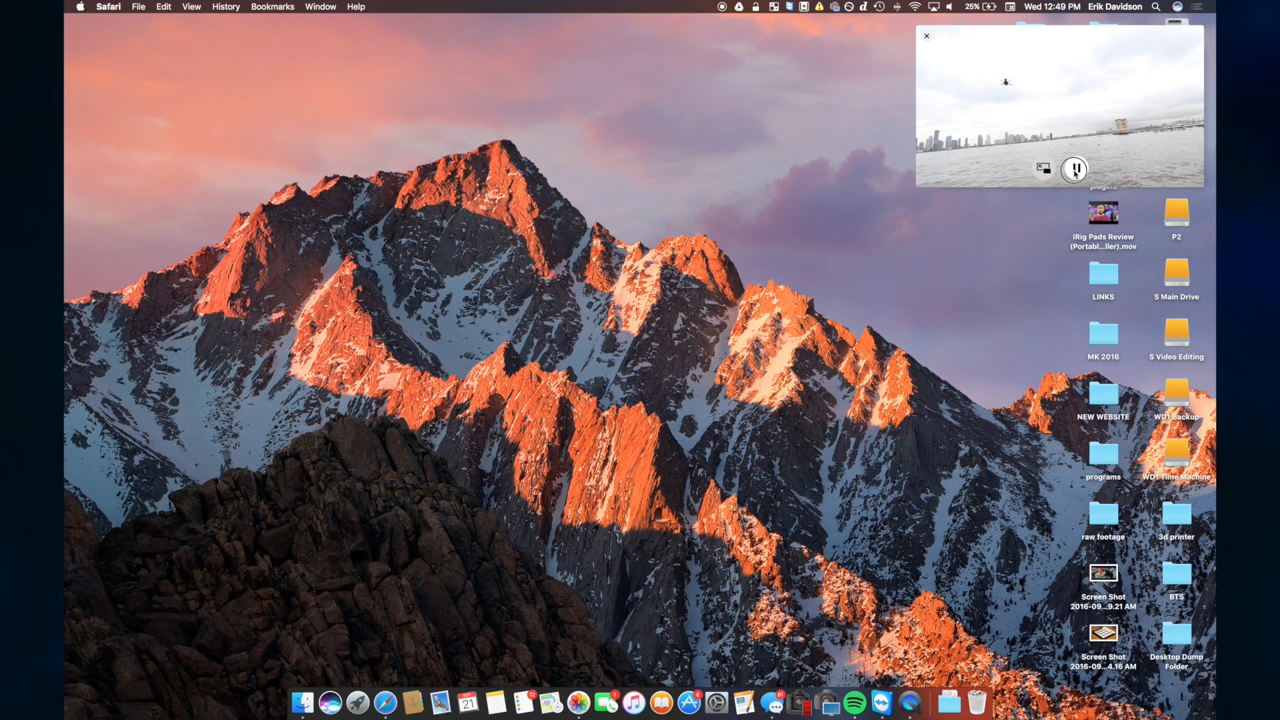 Safari File Edit View History Bookmarks Window Help
25% Wed 12:49 PM Erik Davidson
iRig Pads Review
(Portabl...ller).mov
P2
LINKS
S Main Drive
MK 2016
S Video Editing
NEW WEBSITE
WD1 Backup
programs
WD1 Time Machine
raw footage
3d printer
Screen Shot
2016-09...9.21 AM
BTS
Screen Shot
2016-09...4.16 AM
Desktop Dump
Folder
21